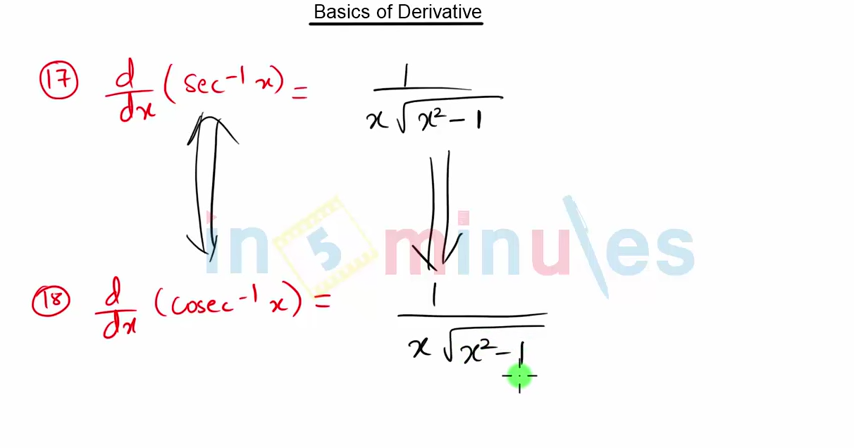 Basics of Derivative
(17) d/dx (sec⁻¹ x) = 1/(x√(x² − 1))
in 5 minutes
(18) d/dx (cosec⁻¹ x) = 1/(x√(x² − 1))